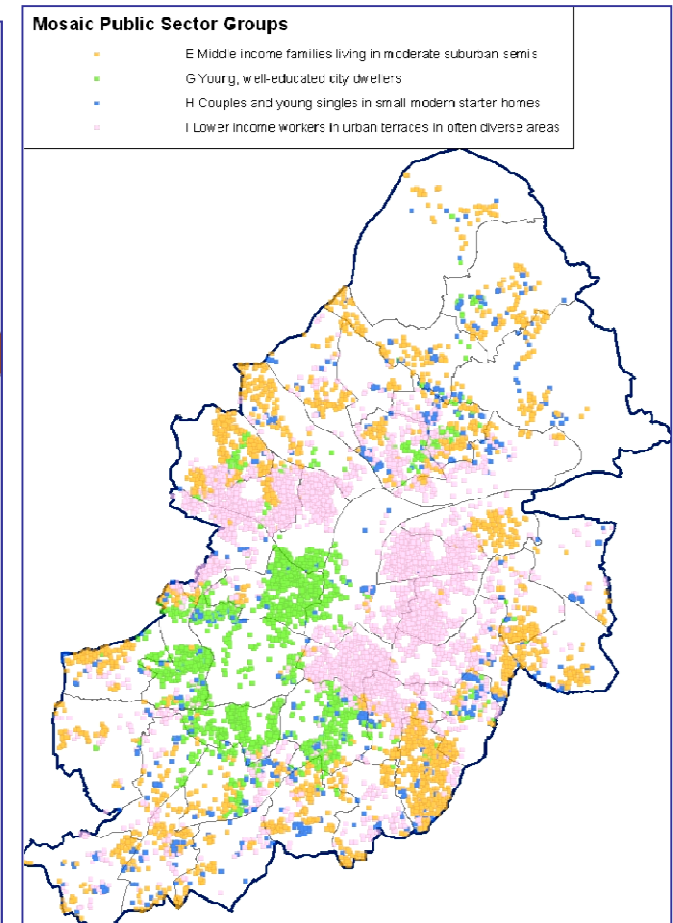 Mosaic Public Sector Groups
E Middle income families living in moderate suburban semis
G Young, well-educated city dwellers
H Couples and young singles in small modern starter homes
I Lower income workers in urban terraces in often diverse areas